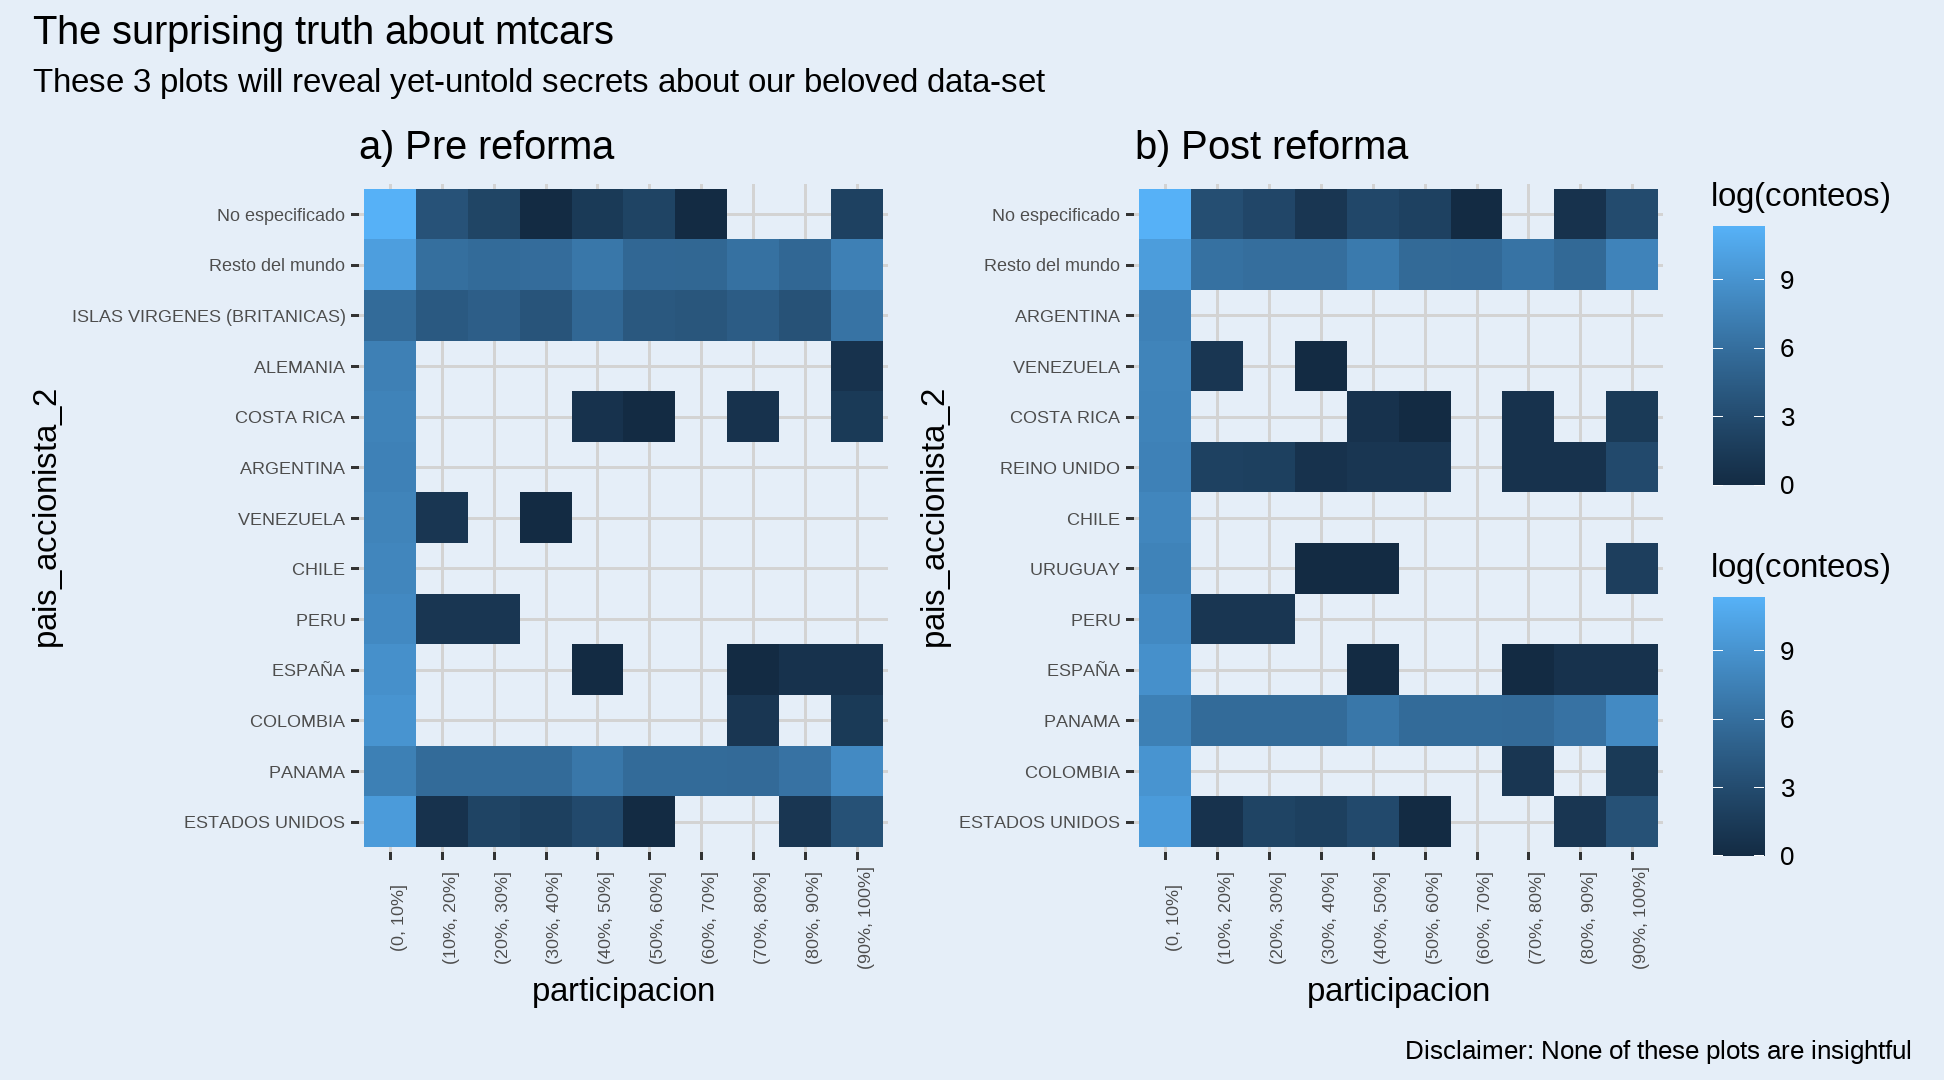 The surprising truth about mtcars
These 3 plots will reveal yet-untold secrets about our beloved data-set
a) Pre reforma
pais_accionista_2
No especificado
Resto del mundo
ISLAS VIRGENES (BRITANICAS)
ALEMANIA
COSTA RICA
ARGENTINA
VENEZUELA
CHILE
PERU
ESPAÑA
COLOMBIA
PANAMA
ESTADOS UNIDOS
(0, 10%]
(10%, 20%]
(20%, 30%]
(30%, 40%]
(40%, 50%]
(50%, 60%]
(60%, 70%]
(70%, 80%]
(80%, 90%]
(90%, 100%]
participacion
b) Post reforma
pais_accionista_2
No especificado
Resto del mundo
ARGENTINA
VENEZUELA
COSTA RICA
REINO UNIDO
CHILE
URUGUAY
PERU
ESPAÑA
PANAMA
COLOMBIA
ESTADOS UNIDOS
(0, 10%]
(10%, 20%]
(20%, 30%]
(30%, 40%]
(40%, 50%]
(50%, 60%]
(60%, 70%]
(70%, 80%]
(80%, 90%]
(90%, 100%]
participacion
log(conteos)
9
6
3
0
log(conteos)
9
6
3
0
Disclaimer: None of these plots are insightful